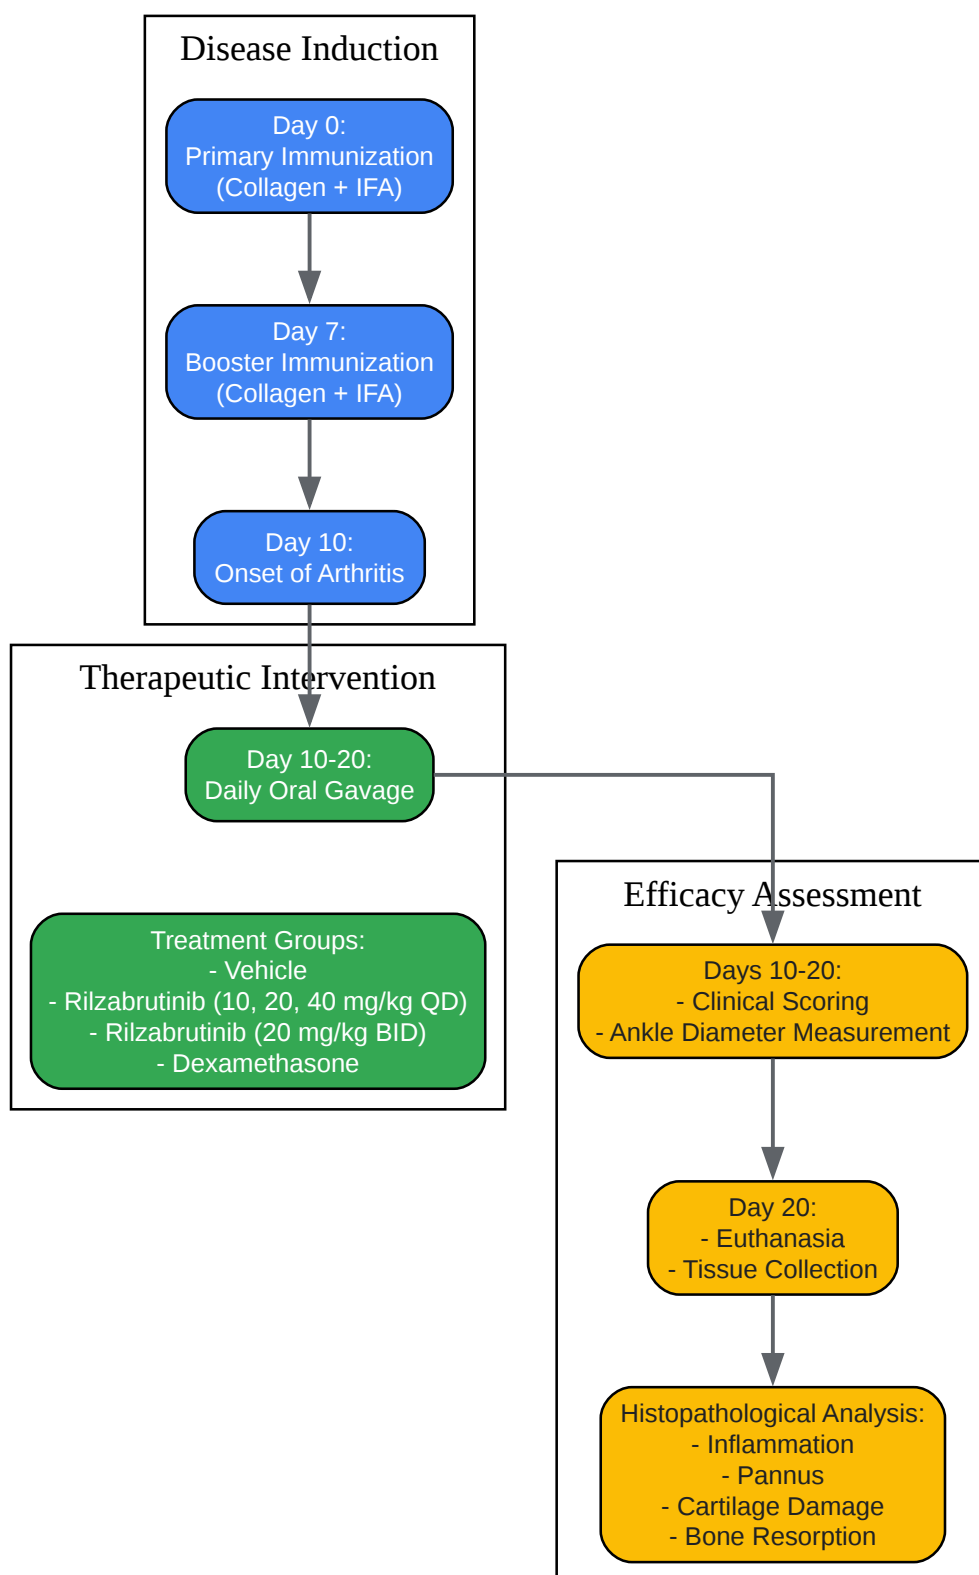 Disease Induction
Day 0:
Primary Immunization
(Collagen + IFA)
Day 7:
Booster Immunization
(Collagen + IFA)
Day 10:
Onset of Arthritis
Therapeutic Intervention
Day 10-20:
Daily Oral Gavage
Treatment Groups:
- Vehicle
- Rilzabrutinib (10, 20, 40 mg/kg QD)
- Rilzabrutinib (20 mg/kg BID)
- Dexamethasone
Efficacy Assessment
Days 10-20:
- Clinical Scoring
- Ankle Diameter Measurement
Day 20:
- Euthanasia
- Tissue Collection
Histopathological Analysis:
- Inflammation
- Pannus
- Cartilage Damage
- Bone Resorption